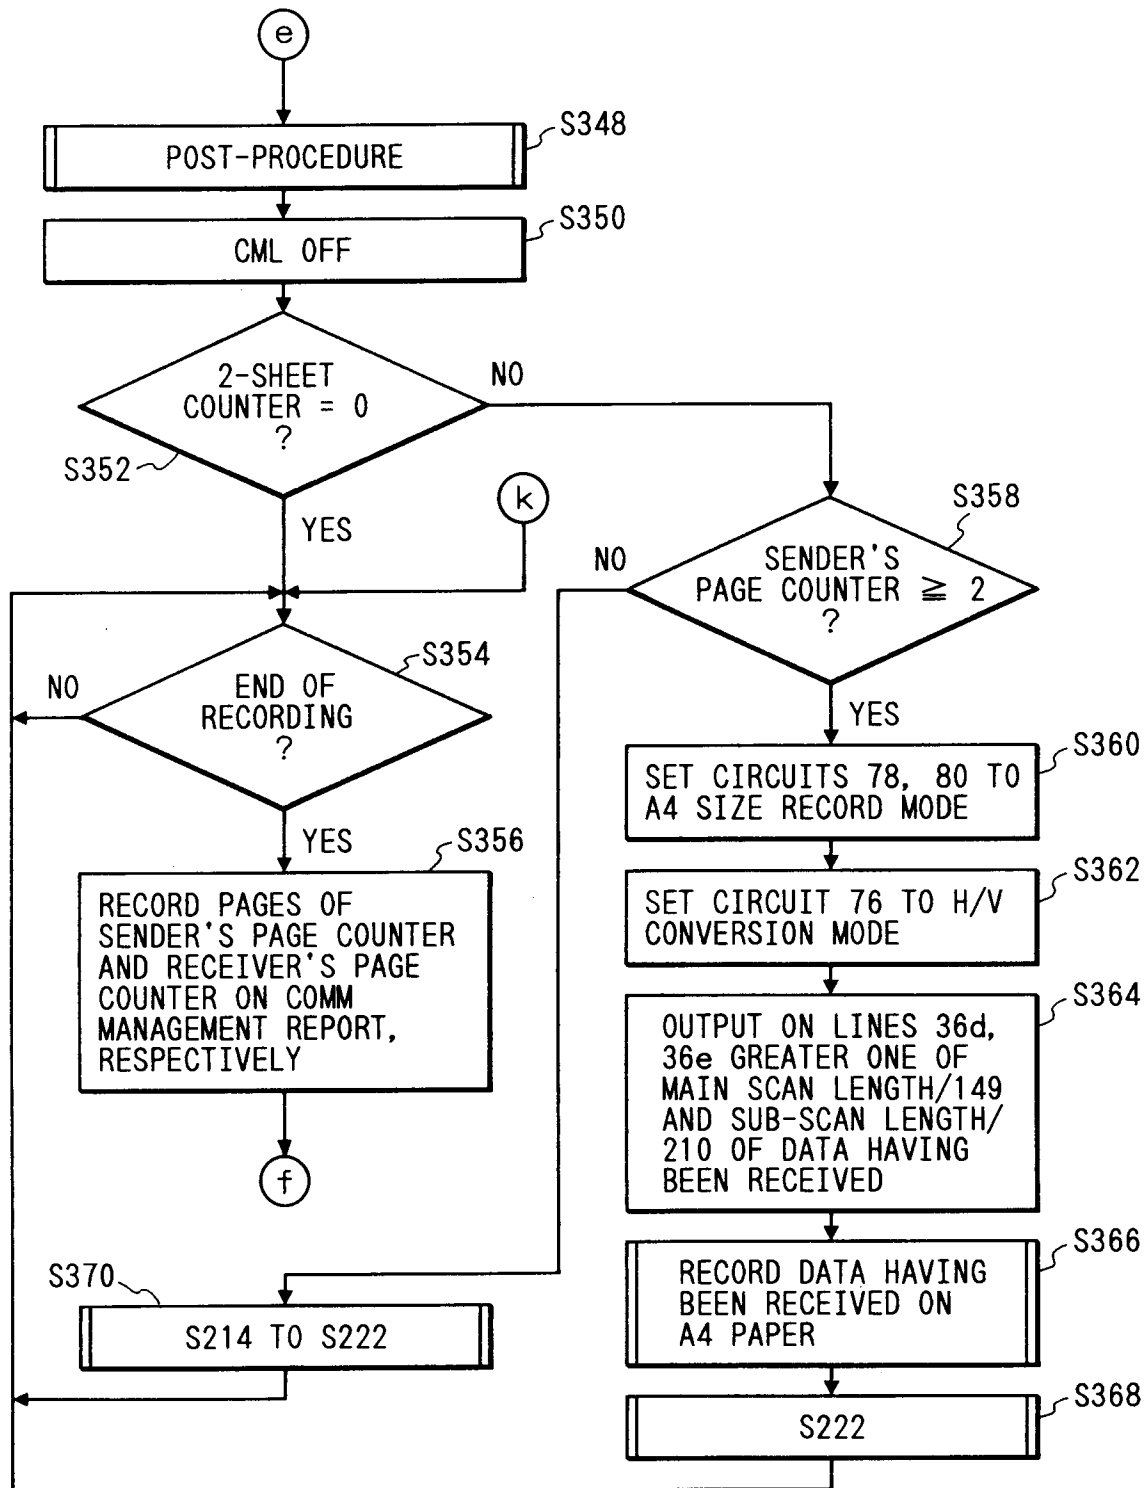 e
S348
POST-PROCEDURE
S350
CML OFF
2-SHEET
COUNTER = 0
?
NO
S352
YES
k
S358
SENDER'S
PAGE COUNTER ≧ 2
?
NO
YES
S354
END OF
RECORDING
?
NO
YES
S356
RECORD PAGES OF
SENDER'S PAGE COUNTER
AND RECEIVER'S PAGE
COUNTER ON COMM
MANAGEMENT REPORT,
RESPECTIVELY
f
S360
SET CIRCUITS 78, 80 TO
A4 SIZE RECORD MODE
S362
SET CIRCUIT 76 TO H/V
CONVERSION MODE
S364
OUTPUT ON LINES 36d,
36e GREATER ONE OF
MAIN SCAN LENGTH/149
AND SUB-SCAN LENGTH/
210 OF DATA HAVING
BEEN RECEIVED
S366
RECORD DATA HAVING
BEEN RECEIVED ON
A4 PAPER
S368
S222
S370
S214 TO S222